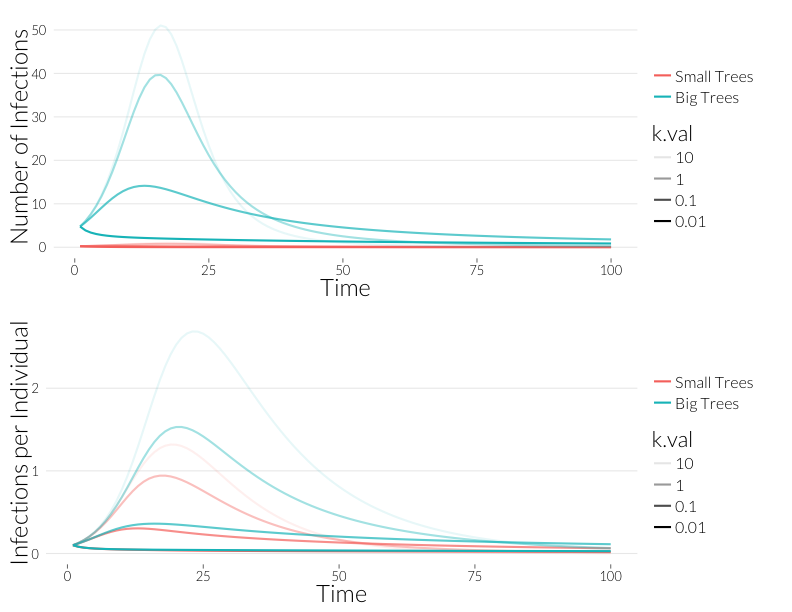 Number of Infections
50
40
30
20
10
0
0 25 50 75 100
Time
Small Trees
Big Trees
k.val
10
1
0.1
0.01
Infections per Individual
2
1
0
0 25 50 75 100
Time
Small Trees
Big Trees
k.val
10
1
0.1
0.01